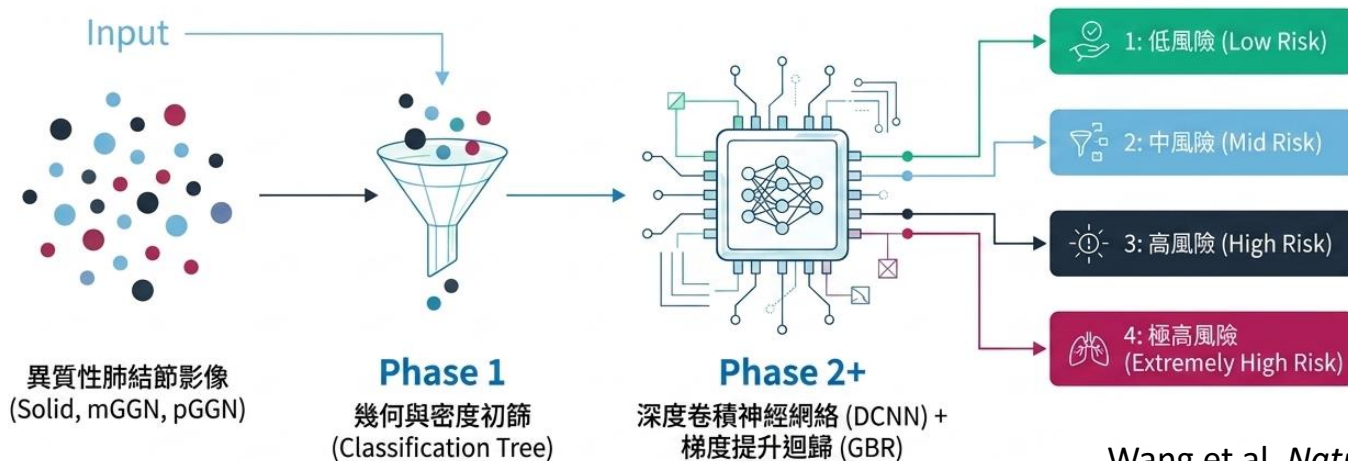 Input
異質性肺結節影像
(Solid, mGGN, pGGN)
Phase 1
幾何與密度初篩
(Classification Tree)
Phase 2+
深度卷積神經網絡 (DCNN) +
梯度提升迴歸 (GBR)
1: 低風險 (Low Risk)
2: 中風險 (Mid Risk)
3: 高風險 (High Risk)
4: 極高風險
(Extremely High Risk)
Wang et al.